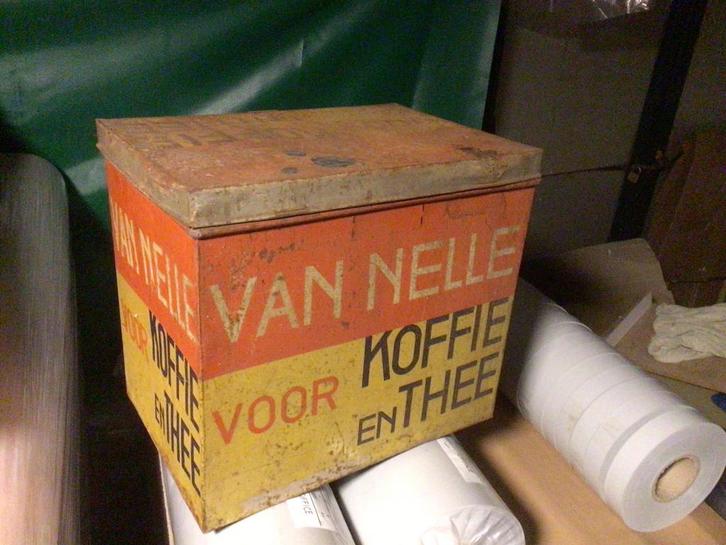 VAN NELLE
VOOR
KOFFIE
EN THEE
VAN NELLE
VOOR
KOFFIE
EN THEE